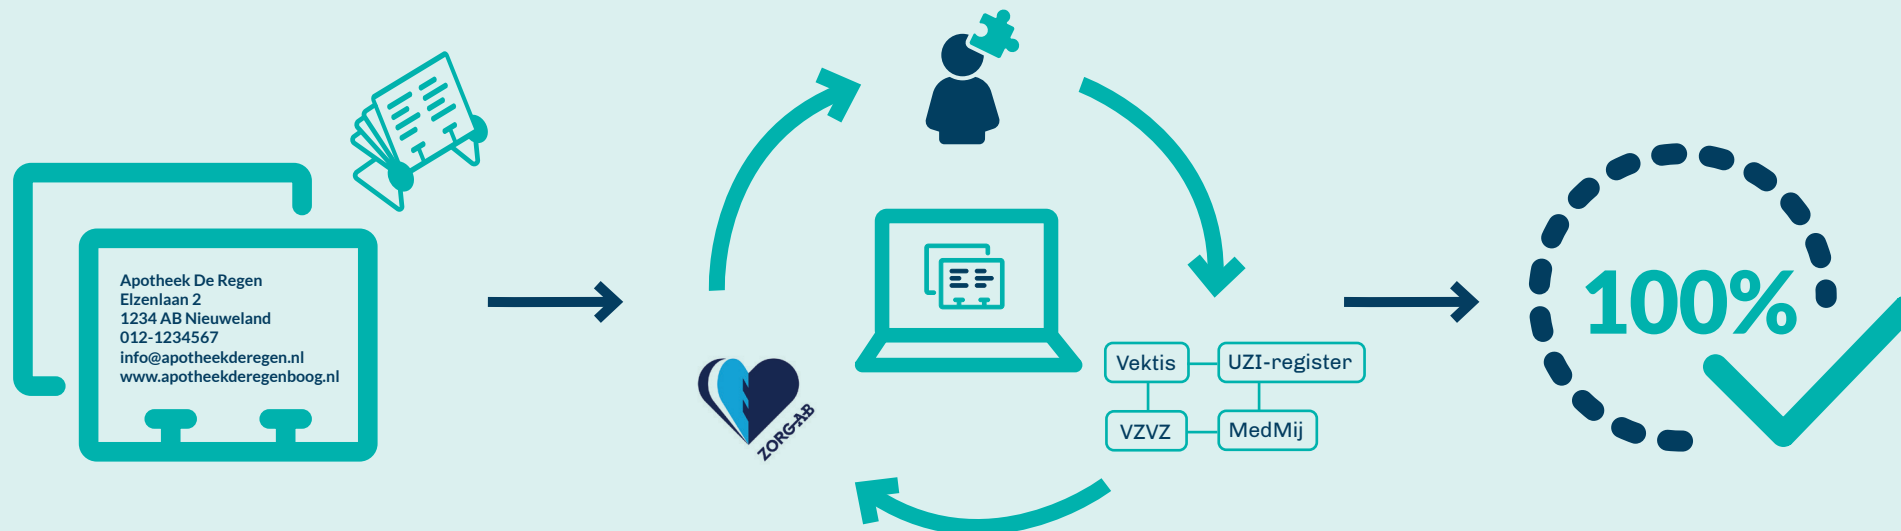 Apotheek De Regen
Elzenlaan 2
1234 AB Nieuweland
012-1234567
info@apotheekderegen.nl
www.apotheekderegenboog.nl
ZORG-AB
Vektis
UZI-register
VZVZ
MedMij
100%